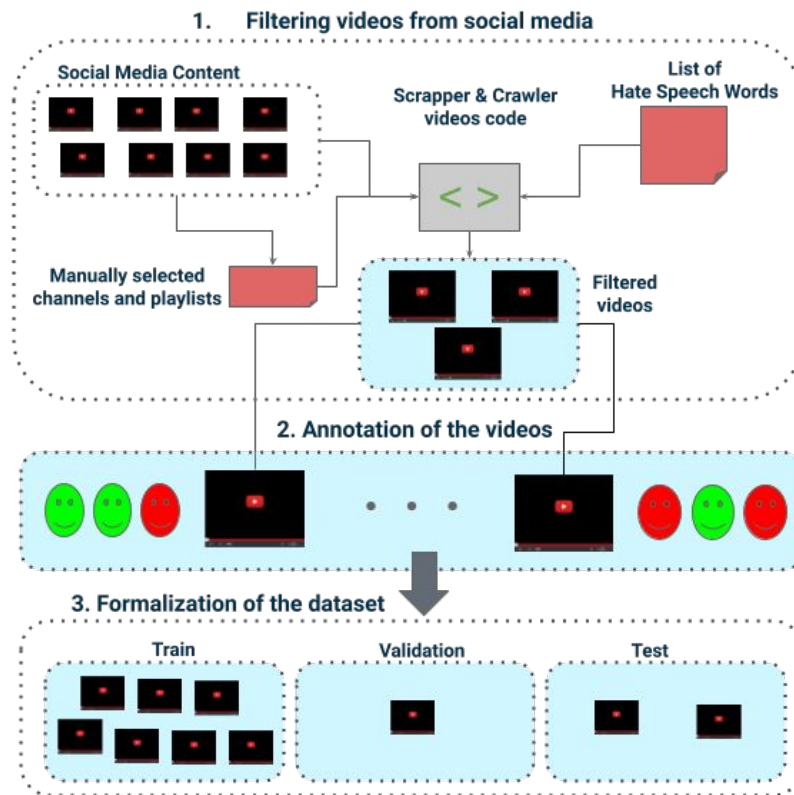 1. Filtering videos from social media
Social Media Content
Scrapper & Crawler
videos code
List of
Hate Speech Words
< >
Manually selected
channels and playlists
Filtered
videos
2. Annotation of the videos
3. Formalization of the dataset
Train
Validation
Test